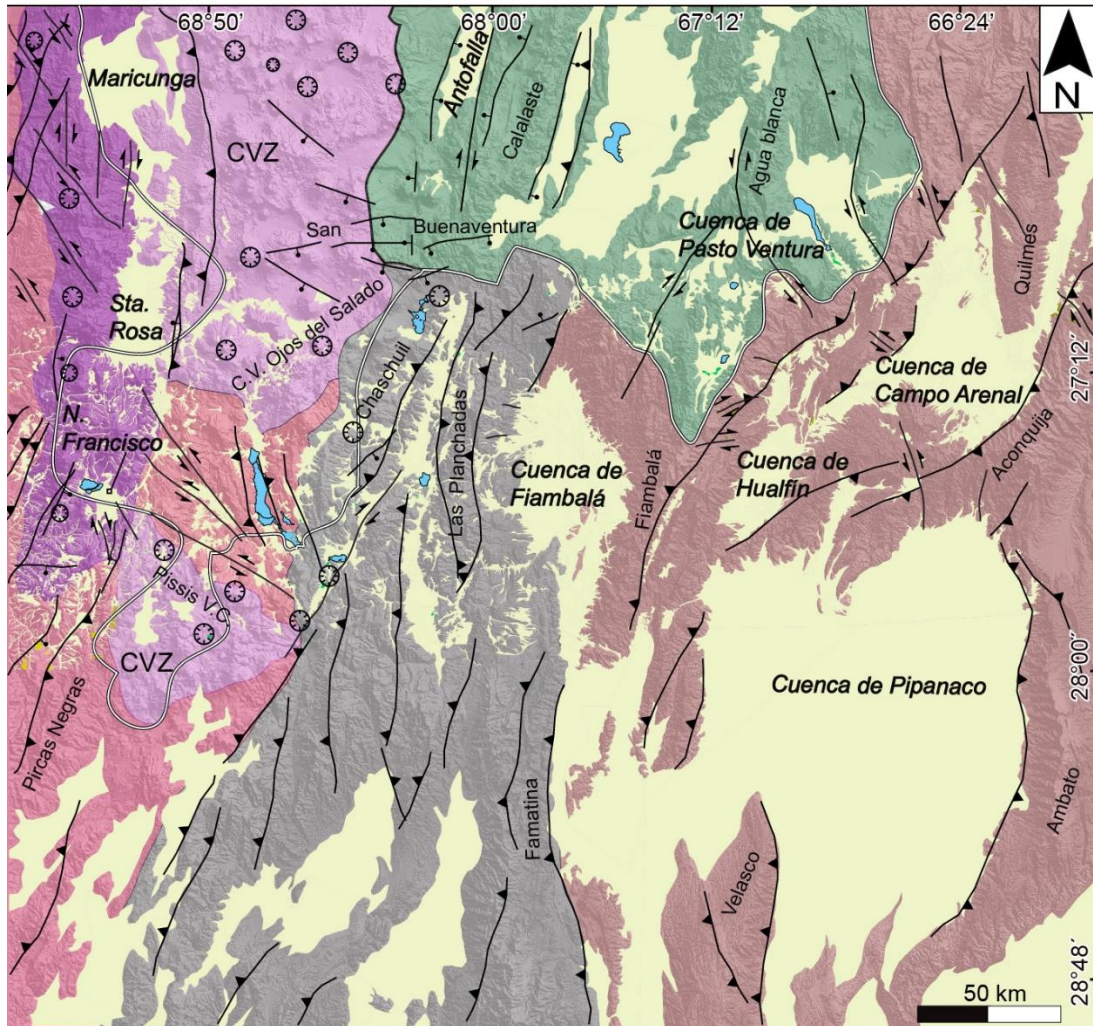 68°50´
68°00´
67°12´
66°24´
N
Maricunga
Antofalla
Calalaste
CVZ
Agua blanca
San
Buenaventura
Cuenca de
Pasto Ventura
Quilmes
Sta.
Rosa
C.V. Ojos del Salado
27°12´
Cuenca de
Campo Arenal
Chaschuil
N.
Francisco
Las Planchadas
Cuenca de
Fiambalá
Fiambalá
Cuenca de
Hualfín
Aconquija
Pissis V.C
CVZ
Cuenca de Pipanaco
28°00´
Pircas Negras
Famatina
Velasco
Ambato
28°48´
50 km